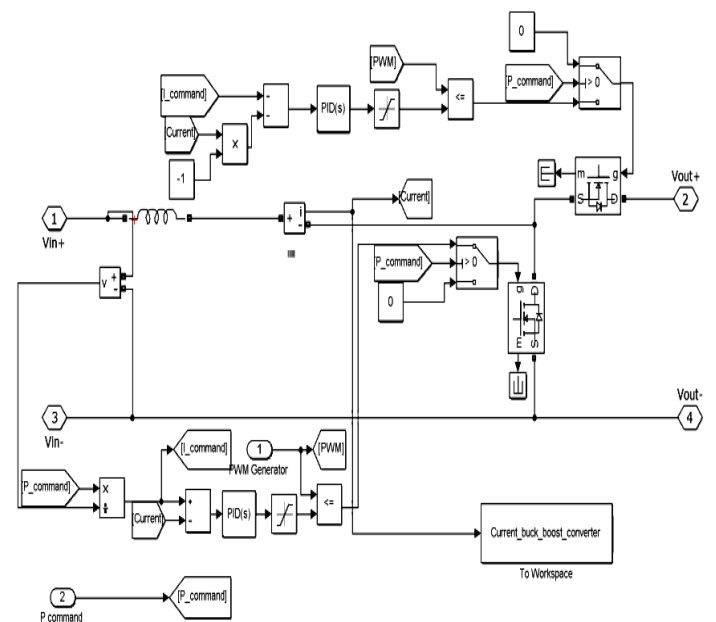 0
[PWM]
[I_command]
[P_command]
> 0
-
-
PID(s)
<=
[Current]
x
-1
m
g
S
D
Vout+
2
1
Vin+
+
i
-
[Current]
[P_command]
> 0
0
v
+
-
g
D
m
S
3
Vin-
Vout-
4
[I_command]
1
PWM Generator
[PWM]
[P_command]
x
÷
[Current]
+
-
PID(s)
<=
Current_buck_boost_converter
To Workspace
2
P command
[P_command]